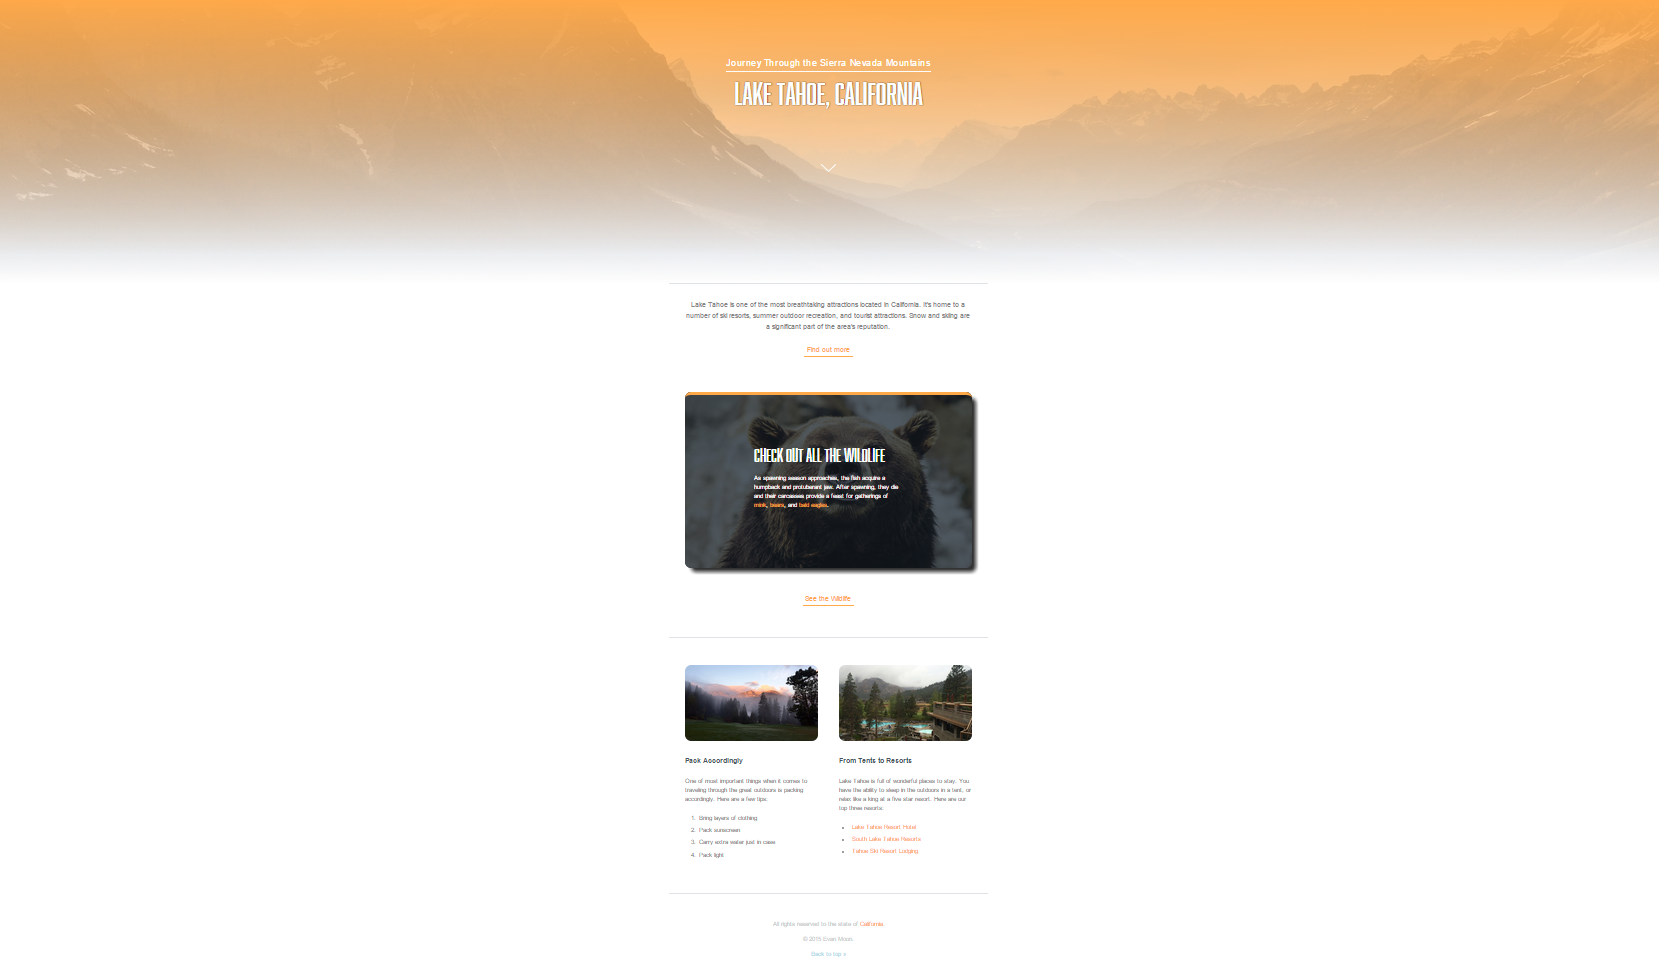 Journey Through the Sierra Nevada Mountains
LAKE TAHOE, CALIFORNIA
Lake Tahoe is one of the most breathtaking attractions located in California. It's home to a
number of ski resorts, summer outdoor recreation, and tourist attractions. Snow and skiing are
a significant part of the area's reputation.
Find out more
CHECK OUT ALL THE WILDLIFE
As spawning season approaches, the fish acquire a
humpback and protuberant jaw. After spawning, they die
and their carcasses provide a feast for gatherings of
mink, bears, and bald eagles.
See the Wildlife
Pack Accordingly
One of most important things when it comes to
traveling through the great outdoors is packing
accordingly. Here are a few tips:
1. Bring layers of clothing
2. Pack sunscreen
3. Carry extra water just in case
4. Pack light
From Tents to Resorts
Lake Tahoe is full of wonderful places to stay. You
have the ability to sleep in the outdoors in a tent, or
relax like a king at a five star resort. Here are our
top three resorts:
• Lake Tahoe Resort Hotel
• South Lake Tahoe Resorts
• Tahoe Ski Resort Lodging
All rights reserved to the state of California.
© 2015 Evan Moon.
Back to top »